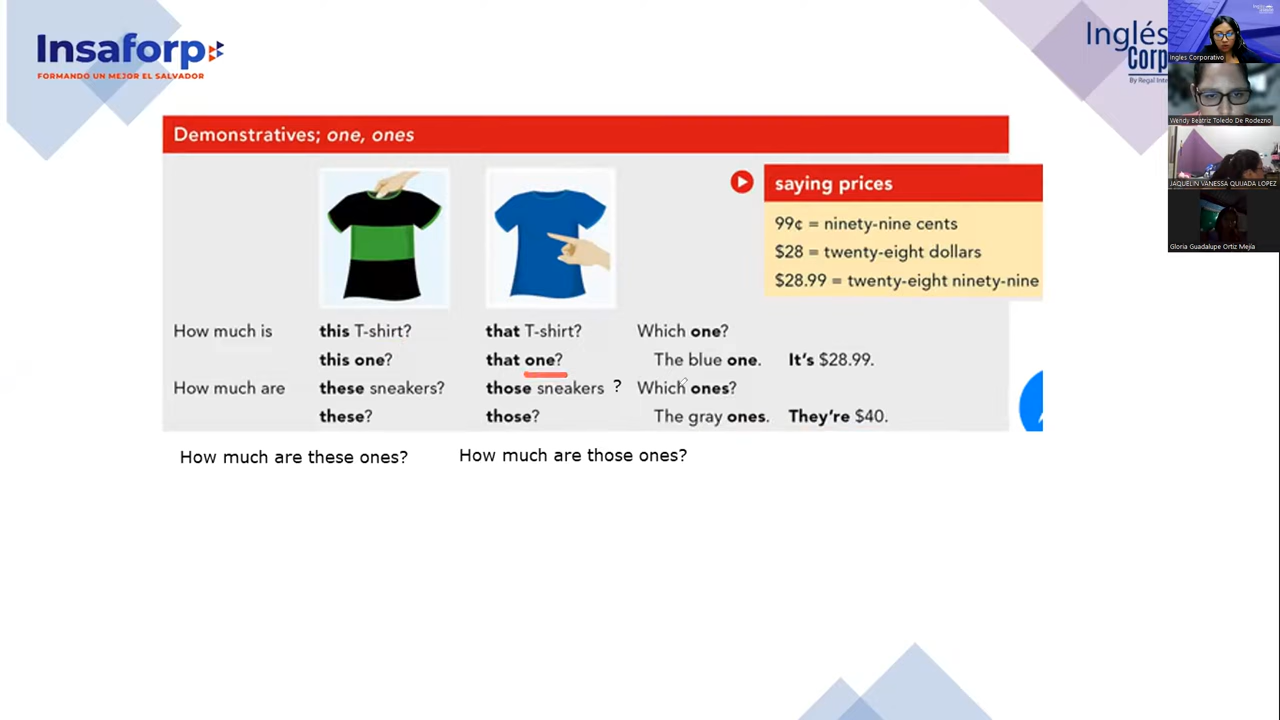 Insaforp
FORMANDO UN MEJOR EL SALVADOR
Inglés
Corp
Demonstratives; one, ones
saying prices
99¢ = ninety-nine cents
$28 = twenty-eight dollars
$28.99 = twenty-eight ninety-nine
How much is this T-shirt? that T-shirt? Which one?
this one? that one? The blue one. It's $28.99.
How much are these sneakers? those sneakers ? Which ones?
these? those? The gray ones. They're $40.
How much are these ones? How much are those ones?
Ingles Corporativo
Wendy Beatriz Toledo De Rodezno
JAQUELIN VANESSA QUIJADA LOPEZ
Gloria Guadalupe Ortiz Mejia